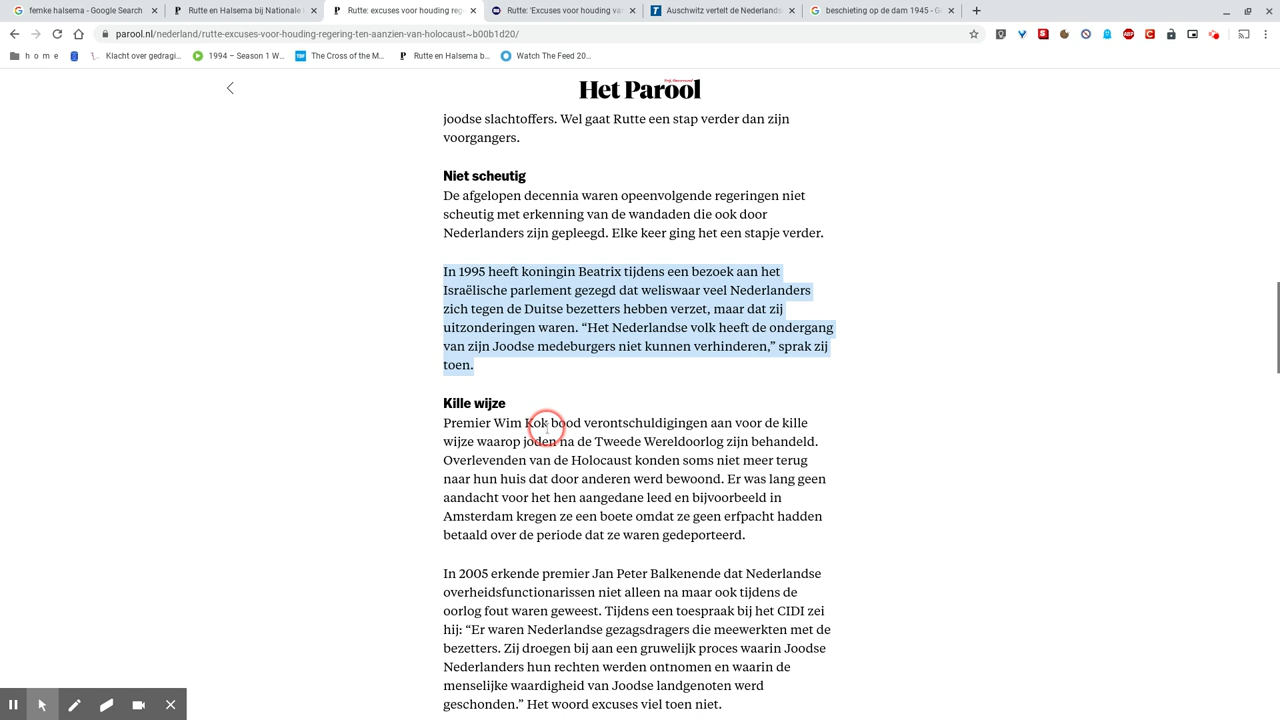 femke halsema - Google Search
Rutte en Halsema bij Nationale
Rutte: excuses voor houding reg
Rutte: 'Excuses voor houding van
Auschwitz vertelt de Nederlands
beschieting op de dam 1945 - G
parool.nl/nederland/rutte-excuses-voor-houding-regering-ten-aanzien-van-holocaust~b00b1d20/
h o m e
Klacht over gedragi...
1994 – Season 1 W...
The Cross of the M...
Rutte en Halsema b...
Watch The Feed 20...
Het Parool
joodse slachtoffers. Wel gaat Rutte een stap verder dan zijn
voorgangers.
Niet scheutig
De afgelopen decennia waren opeenvolgende regeringen niet
scheutig met erkenning van de wandaden die ook door
Nederlanders zijn gepleegd. Elke keer ging het een stapje verder.
In 1995 heeft koningin Beatrix tijdens een bezoek aan het
Israëlische parlement gezegd dat weliswaar veel Nederlanders
zich tegen de Duitse bezetters hebben verzet, maar dat zij
uitzonderingen waren. “Het Nederlandse volk heeft de ondergang
van zijn Joodse medeburgers niet kunnen verhinderen,” sprak zij
toen.
Kille wijze
Premier Wim Kok bood verontschuldigingen aan voor de kille
wijze waarop joden na de Tweede Wereldoorlog zijn behandeld.
Overlevenden van de Holocaust konden soms niet meer terug
naar hun huis dat door anderen werd bewoond. Er was lang geen
aandacht voor het hen aangedane leed en bijvoorbeeld in
Amsterdam kregen ze een boete omdat ze geen erfpacht hadden
betaald over de periode dat ze waren gedeporteerd.
In 2005 erkende premier Jan Peter Balkenende dat Nederlandse
overheidsfunctionarissen niet alleen na maar ook tijdens de
oorlog fout waren geweest. Tijdens een toespraak bij het CIDI zei
hij: “Er waren Nederlandse gezagsdragers die meewerkten met de
bezetters. Zij droegen bij aan een gruwelijk proces waarin Joodse
Nederlanders hun rechten werden ontnomen en waarin de
menselijke waardigheid van Joodse landgenoten werd
geschonden.” Het woord excuses viel toen niet.